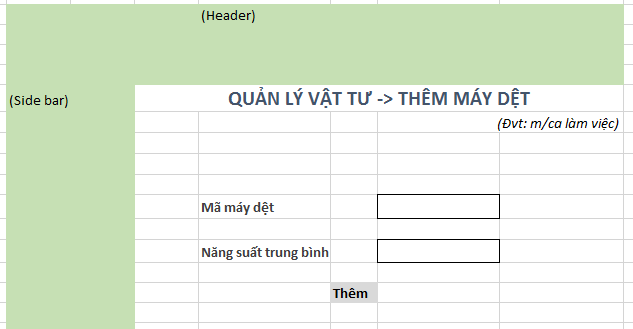 (Header)
(Side bar)
QUẢN LÝ VẬT TƯ -> THÊM MÁY DỆT
(Đvt: m/ca làm việc)
Mã máy dệt
Năng suất trung bình
Thêm